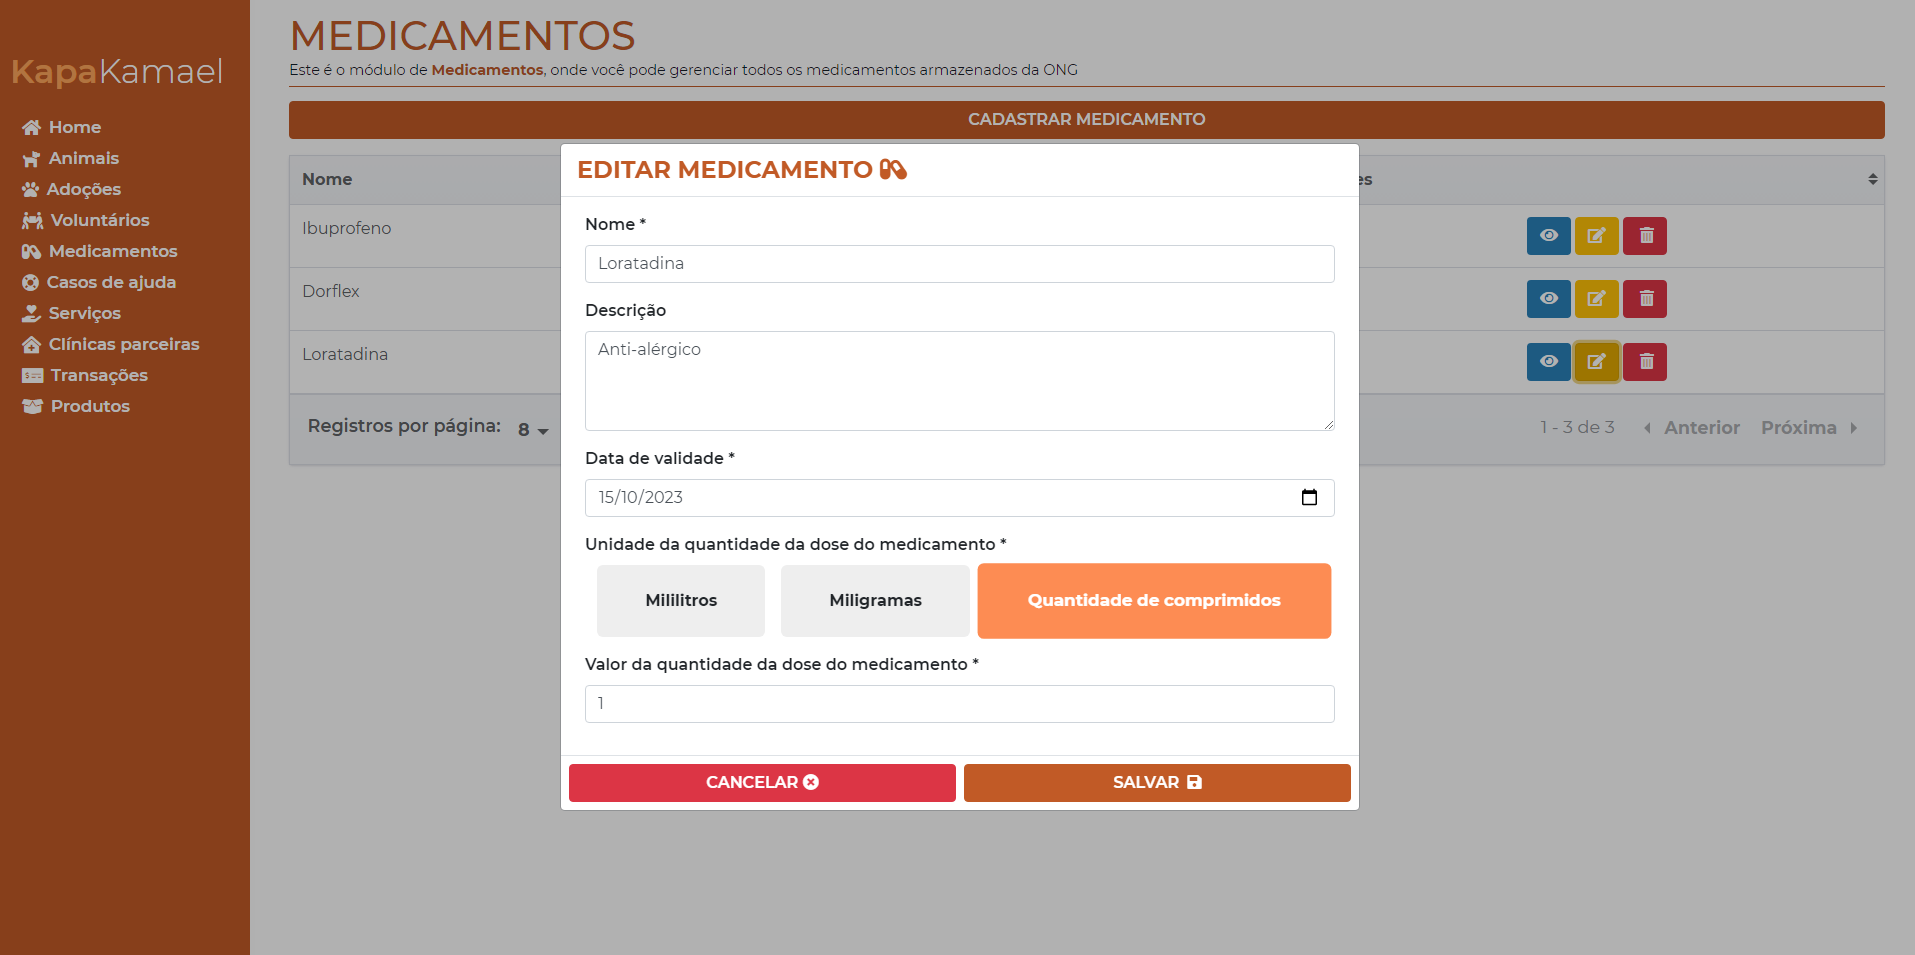 KapaKamael
Home
Animais
Adoções
Voluntários
Medicamentos
Casos de ajuda
Serviços
Clínicas parceiras
Transações
Produtos
MEDICAMENTOS
Este é o módulo de Medicamentos, onde você pode gerenciar todos os medicamentos armazenados da ONG
CADASTRAR MEDICAMENTO
Nome
Ibuprofeno
Dorflex
Loratadina
Registros por página: 8
1 - 3 de 3 Anterior Próxima
EDITAR MEDICAMENTO
Nome *
Loratadina
Descrição
Anti-alérgico
Data de validade *
15/10/2023
Unidade da quantidade da dose do medicamento *
Mililitros Miligramas Quantidade de comprimidos
Valor da quantidade da dose do medicamento *
1
CANCELAR SALVAR